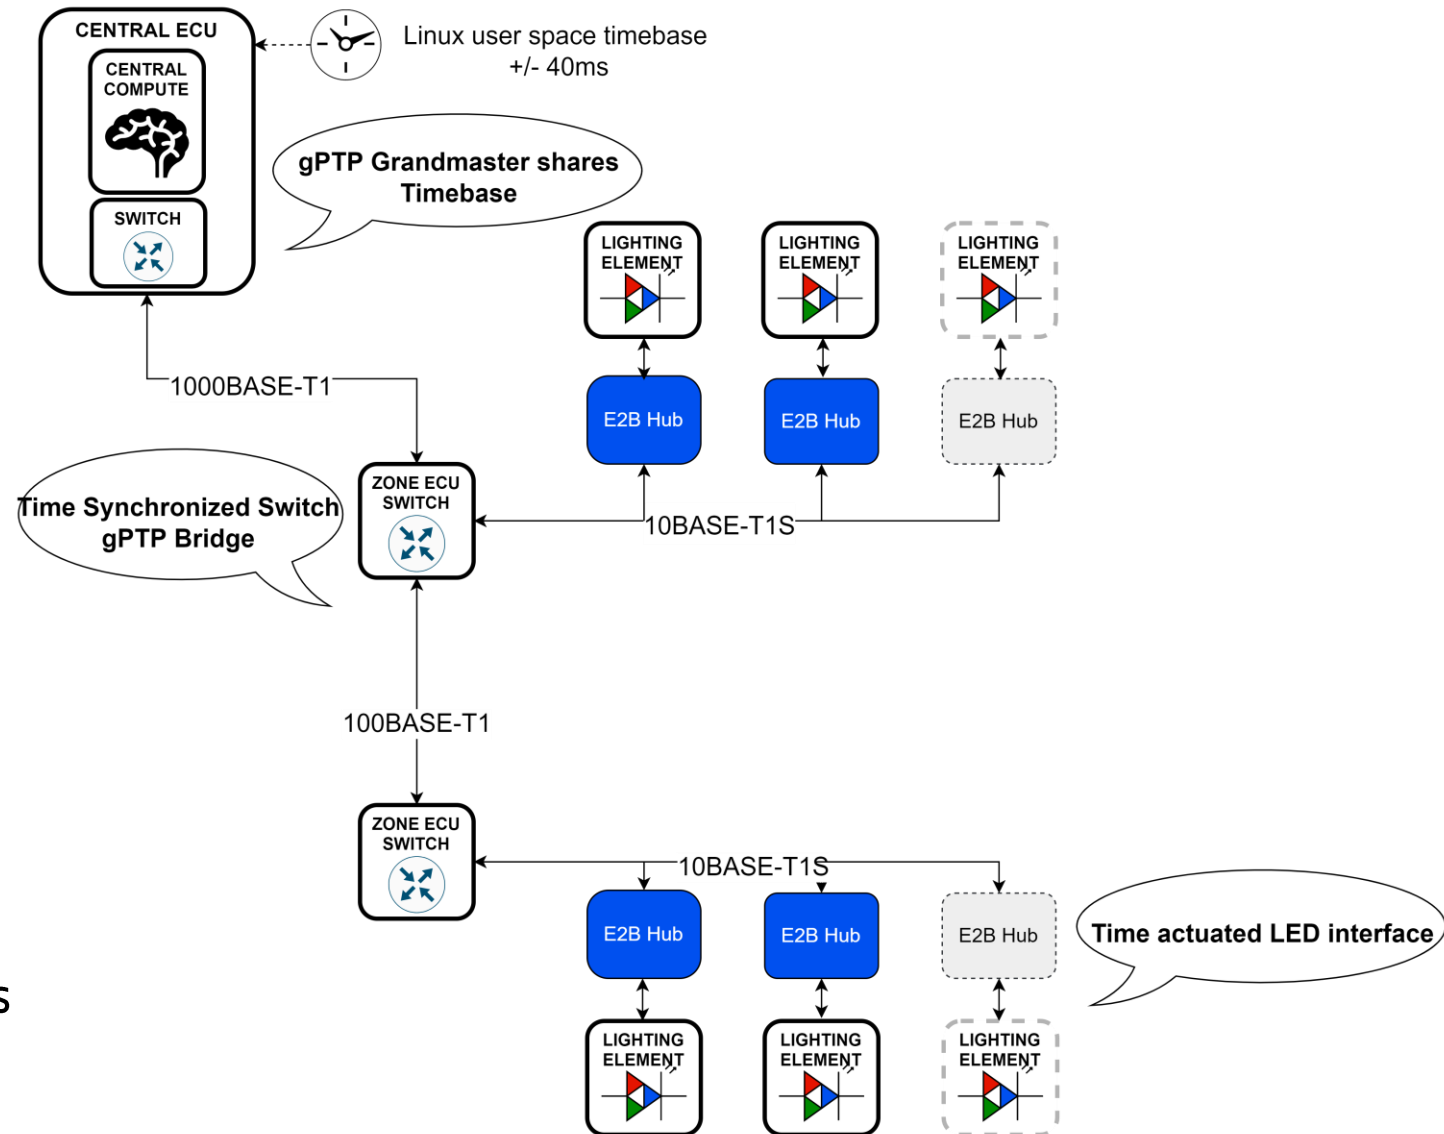 CENTRAL ECU
CENTRAL
COMPUTE
SWITCH
Linux user space timebase
+/- 40ms
gPTP Grandmaster shares
Timebase
LIGHTING
ELEMENT
LIGHTING
ELEMENT
LIGHTING
ELEMENT
1000BASE-T1
E2B Hub
E2B Hub
E2B Hub
Time Synchronized Switch
gPTP Bridge
ZONE ECU
SWITCH
10BASE-T1S
100BASE-T1
ZONE ECU
SWITCH
10BASE-T1S
E2B Hub
E2B Hub
E2B Hub
Time actuated LED interface
s
LIGHTING
ELEMENT
LIGHTING
ELEMENT
LIGHTING
ELEMENT